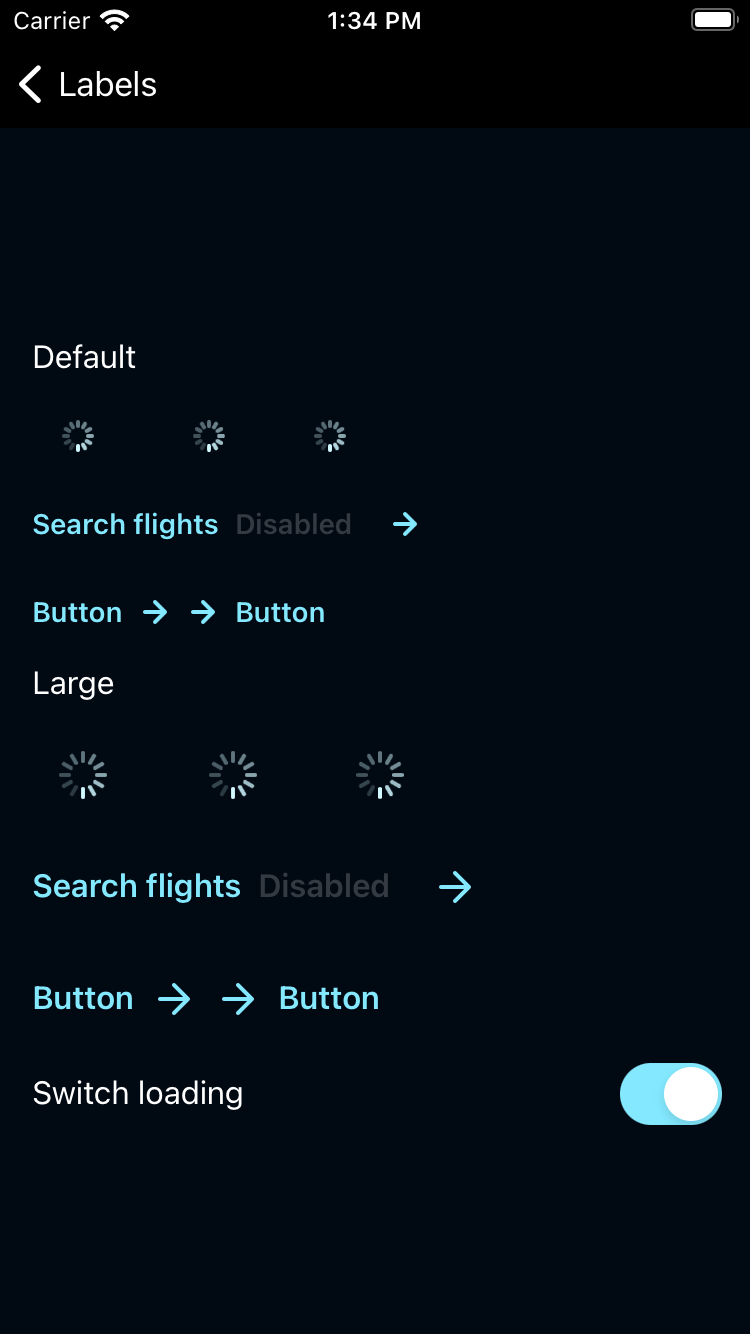 Carrier 1:34 PM
Labels
Default
Search flights Disabled
Button Button
Large
Search flights Disabled
Button Button
Switch loading